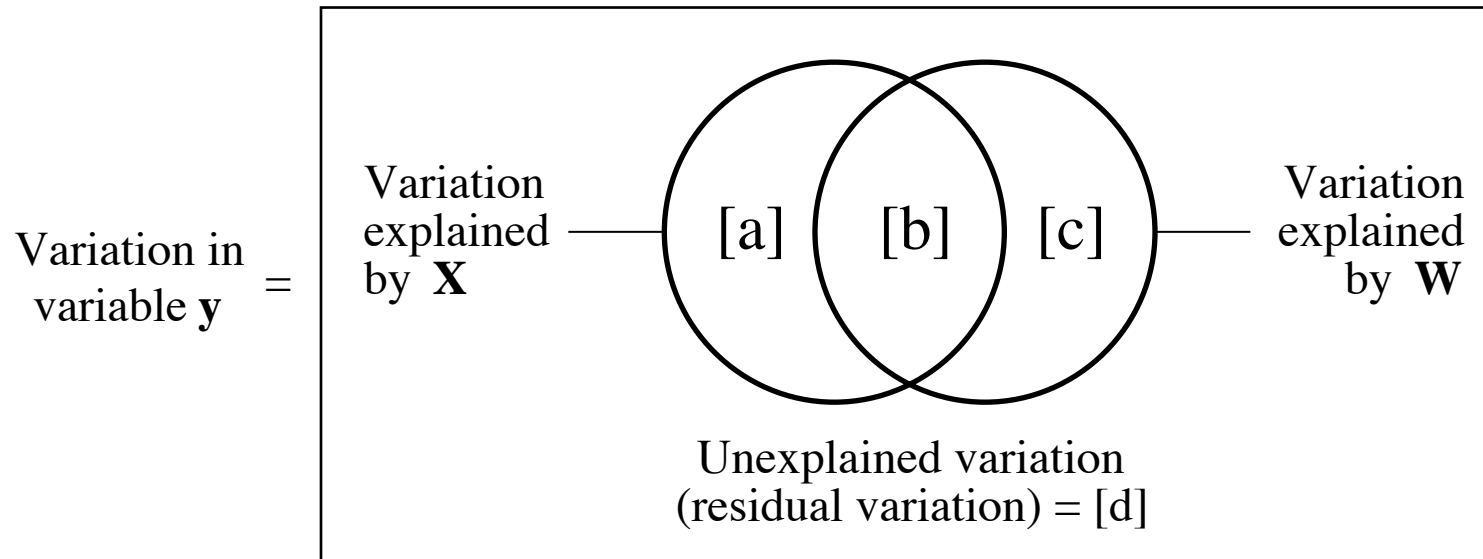 Variation in
variable y
=
Variation
explained
by X
[a]
[b]
[c]
Variation
explained
by W
Unexplained variation
(residual variation) = [d]